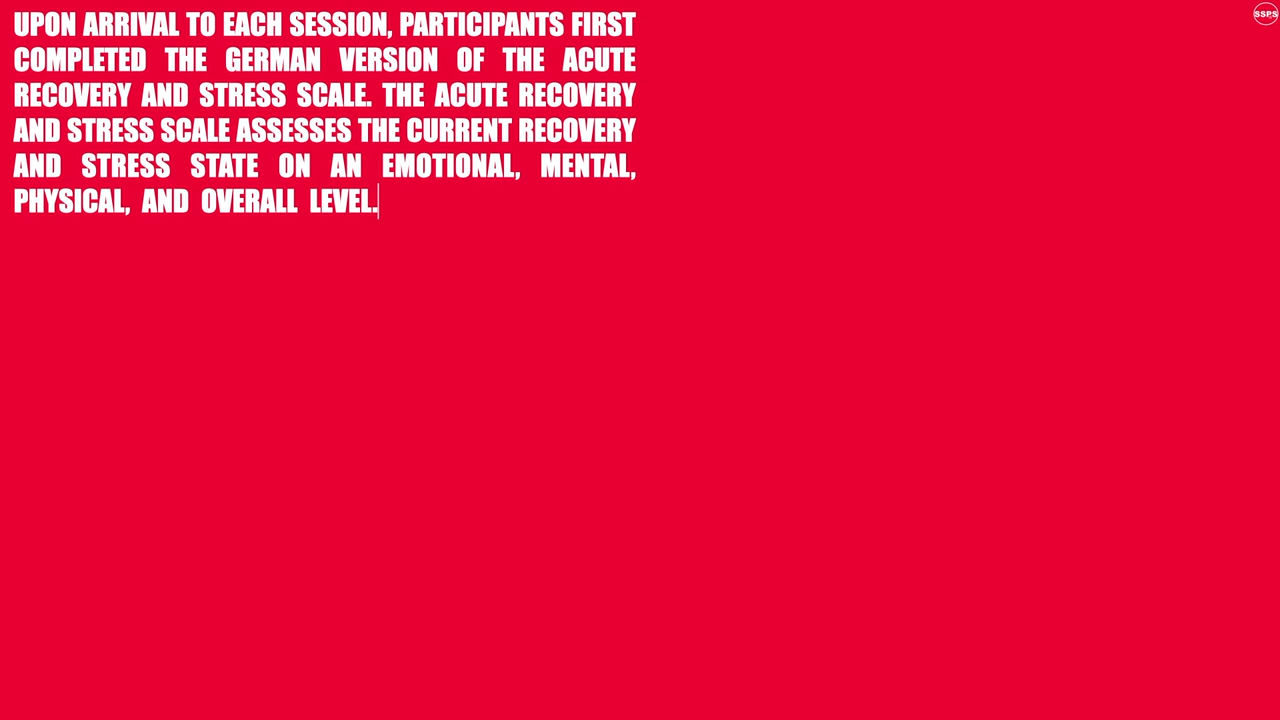 UPON ARRIVAL TO EACH SESSION, PARTICIPANTS FIRST
COMPLETED THE GERMAN VERSION OF THE ACUTE
RECOVERY AND STRESS SCALE. THE ACUTE RECOVERY
AND STRESS SCALE ASSESSES THE CURRENT RECOVERY
AND STRESS STATE ON AN EMOTIONAL, MENTAL,
PHYSICAL, AND OVERALL LEVEL.
SSPS